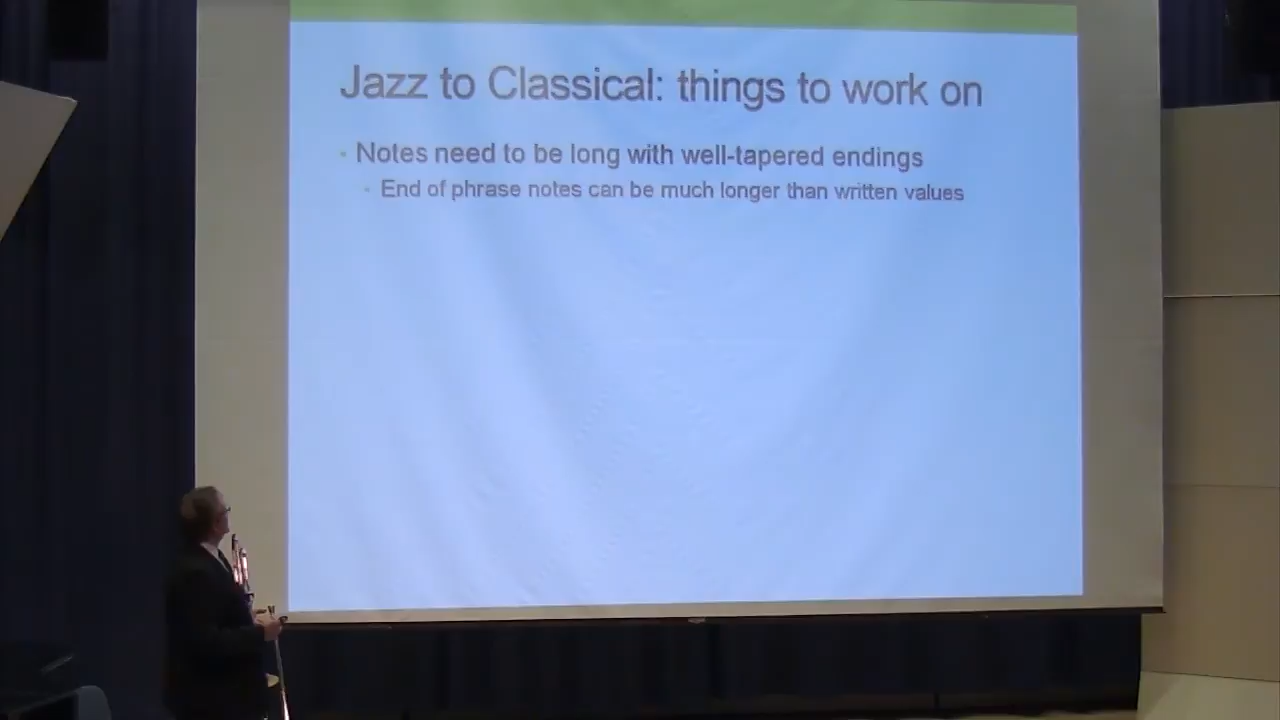 Jazz to Classical: things to work on
Notes need to be long with well-tapered endings
End of phrase notes can be much longer than written values